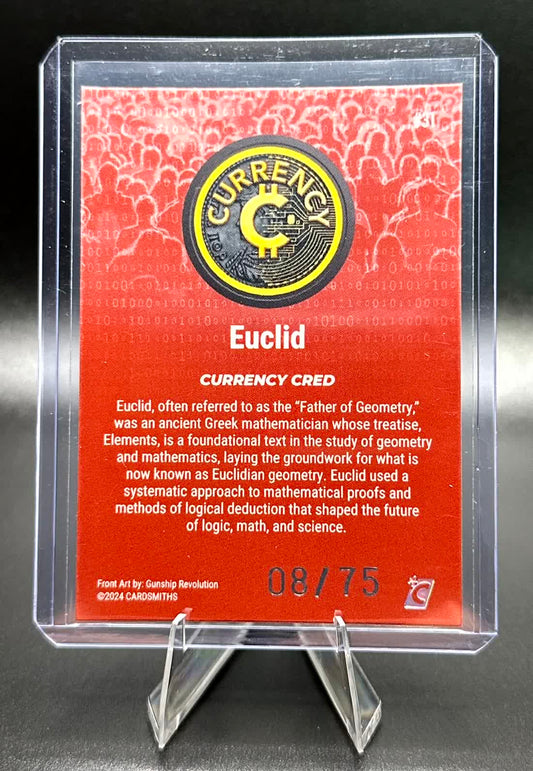 #31
CURRENCY
Euclid
CURRENCY CRED
Euclid, often referred to as the “Father of Geometry,”
was an ancient Greek mathematician whose treatise,
Elements, is a foundational text in the study of geometry
and mathematics, laying the groundwork for what is
now known as Euclidian geometry. Euclid used a
systematic approach to mathematical proofs and
methods of logical deduction that shaped the future
of logic, math, and science.
Front Art by: Gunship Revolution
©2024 CARDSMITHS
08/75